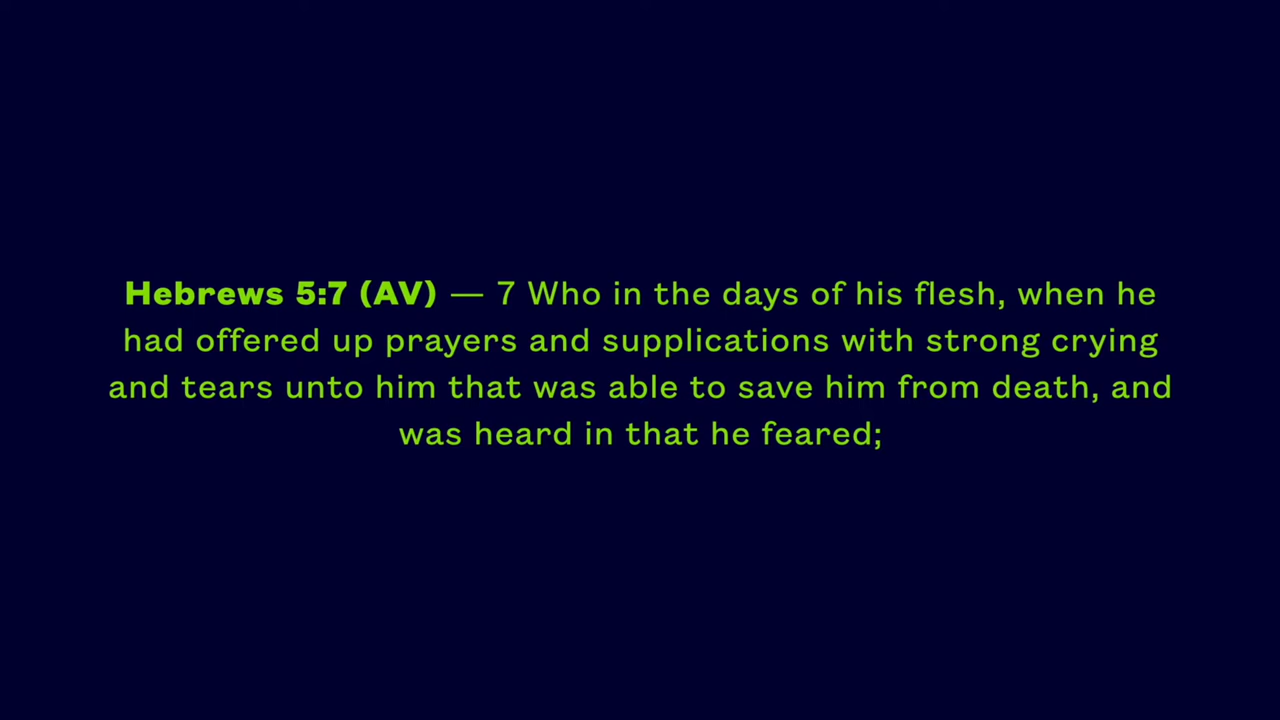 Hebrews 5:7 (AV) — 7 Who in the days of his flesh, when he
had offered up prayers and supplications with strong crying
and tears unto him that was able to save him from death, and
was heard in that he feared;